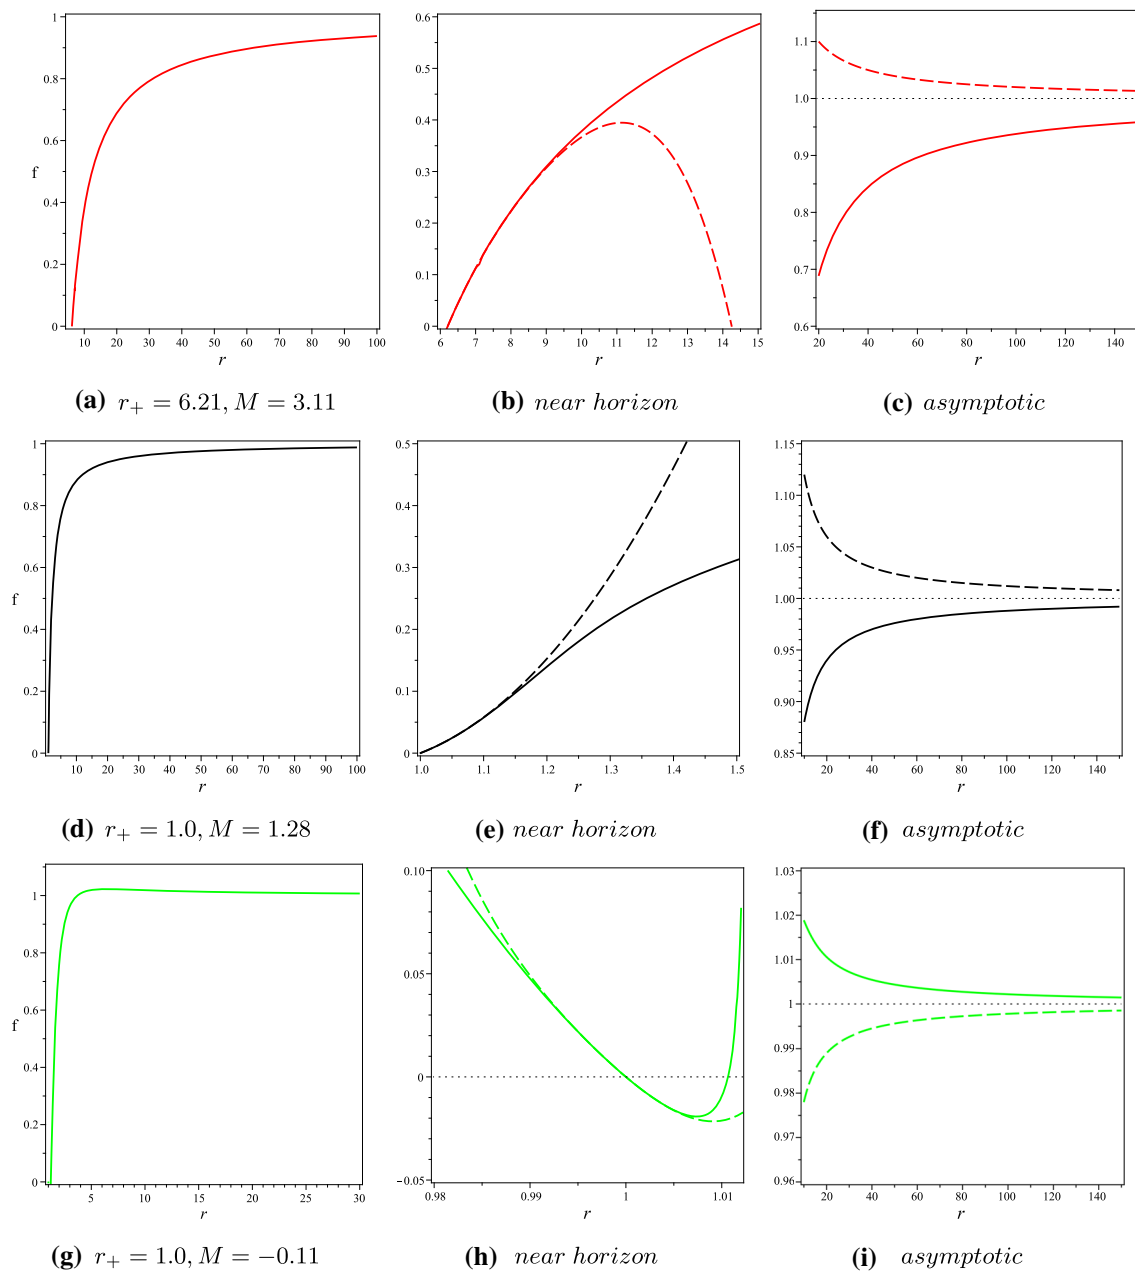 1
0.8
0.6
f
0.4
0.2
0
10 20 30 40 50 60 70 80 90 100
r
0.6
0.5
0.4
0.3
0.2
0.1
0
6 7 8 9 10 11 12 13 14 15
r
1.1
1.0
0.9
0.8
0.7
0.6
20 40 60 80 100 120 140
r
(a) r₊ = 6.21, M = 3.11
(b) near horizon
(c) asymptotic
1
0.8
0.6
f
0.4
0.2
0
10 20 30 40 50 60 70 80 90 100
r
0.5
0.4
0.3
0.2
0.1
0
1.0 1.1 1.2 1.3 1.4 1.5
r
1.15
1.10
1.05
1.00
0.95
0.90
0.85
20 40 60 80 100 120 140
r
(d) r₊ = 1.0, M = 1.28
(e) near horizon
(f) asymptotic
1
0.8
f
0.6
0.4
0.2
0
5 10 15 20 25 30
r
0.10
0.05
0
−0.05
0.98 0.99 1 1.01
r
1.03
1.02
1.01
1
0.99
0.98
0.97
0.96
20 40 60 80 100 120 140
r
(g) r₊ = 1.0, M = −0.11
(h) near horizon
(i) asymptotic